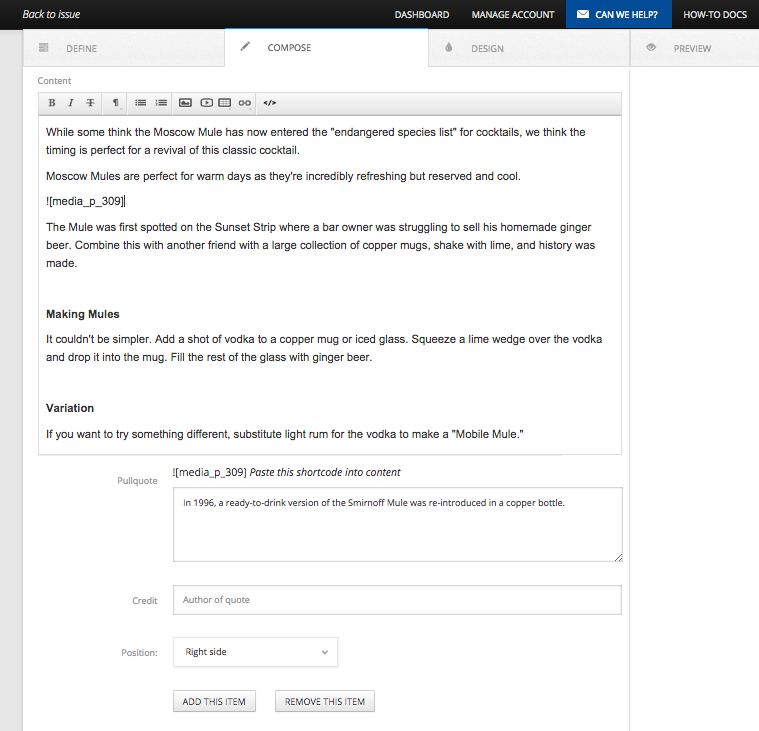 Back to issue
DASHBOARD MANAGE ACCOUNT CAN WE HELP? HOW-TO DOCS
DEFINE COMPOSE DESIGN PREVIEW
Content
B I T ¶ </>
While some think the Moscow Mule has now entered the "endangered species list" for cocktails, we think the
timing is perfect for a revival of this classic cocktail.
Moscow Mules are perfect for warm days as they're incredibly refreshing but reserved and cool.
![media_p_309]
The Mule was first spotted on the Sunset Strip where a bar owner was struggling to sell his homemade ginger
beer. Combine this with another friend with a large collection of copper mugs, shake with lime, and history was
made.
Making Mules
It couldn't be simpler. Add a shot of vodka to a copper mug or iced glass. Squeeze a lime wedge over the vodka
and drop it into the mug. Fill the rest of the glass with ginger beer.
Variation
If you want to try something different, substitute light rum for the vodka to make a "Mobile Mule."
![media_p_309] Paste this shortcode into content
Pullquote
In 1996, a ready-to-drink version of the Smirnoff Mule was re-introduced in a copper bottle.
Credit
Author of quote
Position:
Right side
ADD THIS ITEM REMOVE THIS ITEM